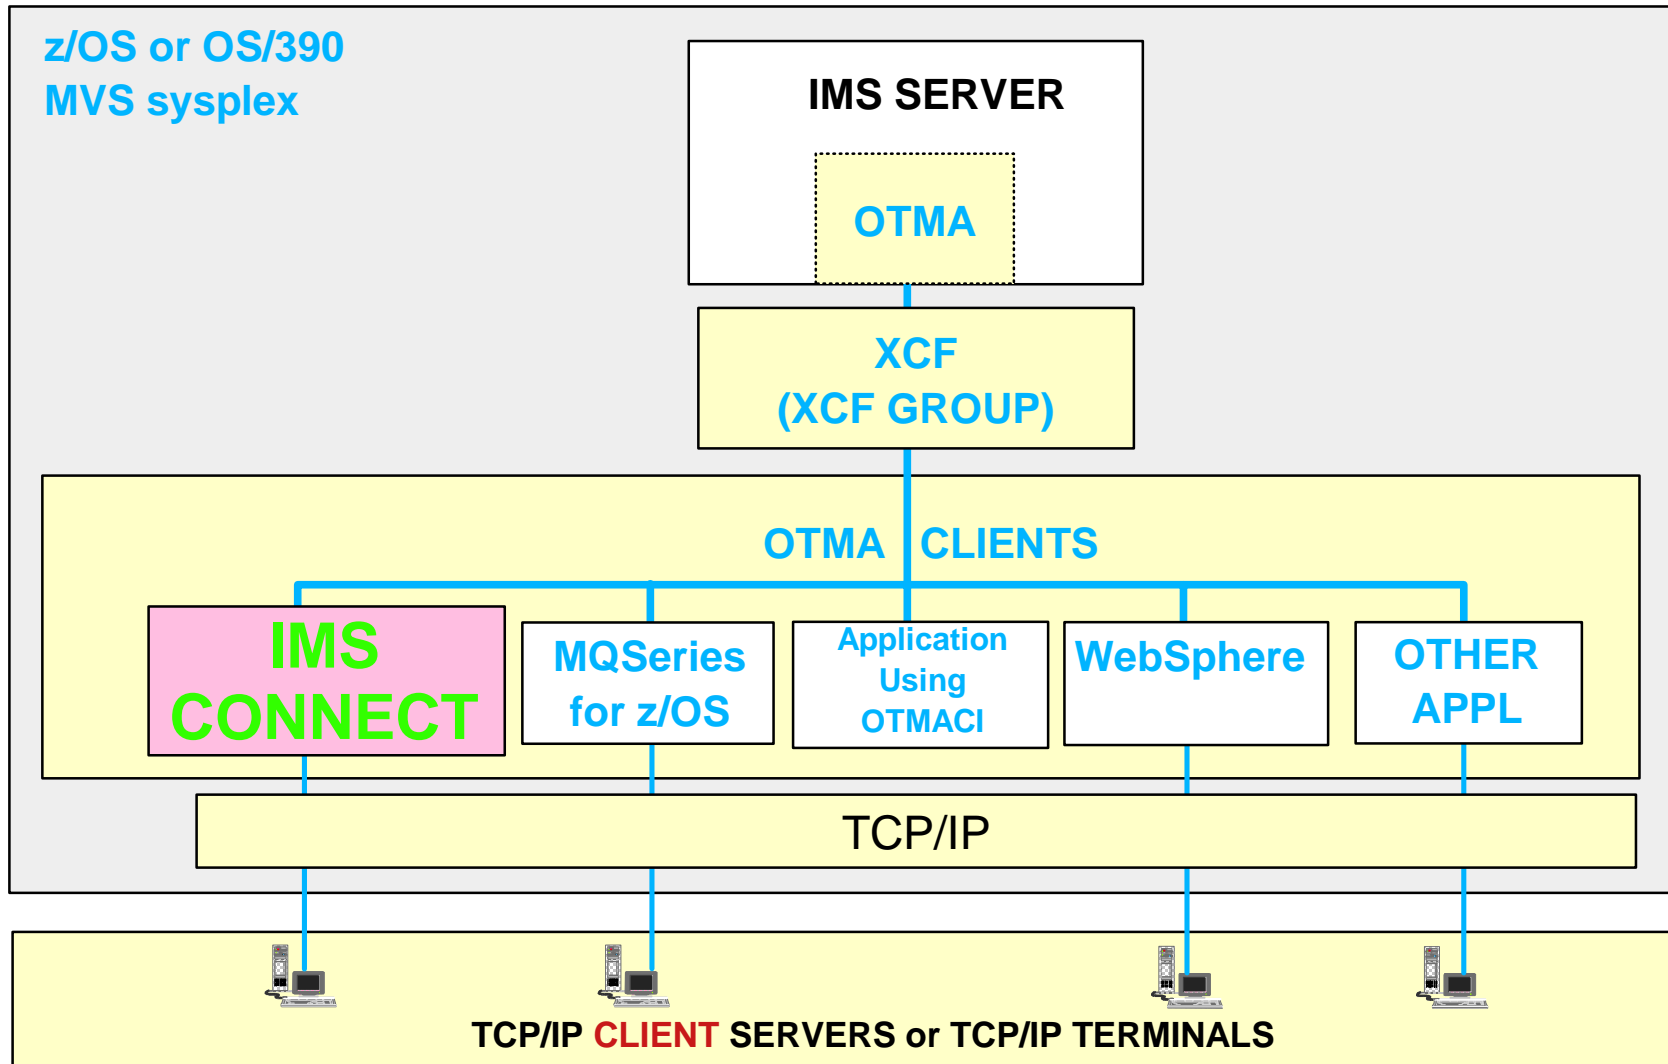 z/OS or OS/390
MVS sysplex
IMS SERVER
OTMA
XCF
(XCF GROUP)
OTMA CLIENTS
IMS
CONNECT
MQSeries
for z/OS
Application
Using
OTMACI
WebSphere
OTHER
APPL
TCP/IP
TCP/IP CLIENT SERVERS or TCP/IP TERMINALS